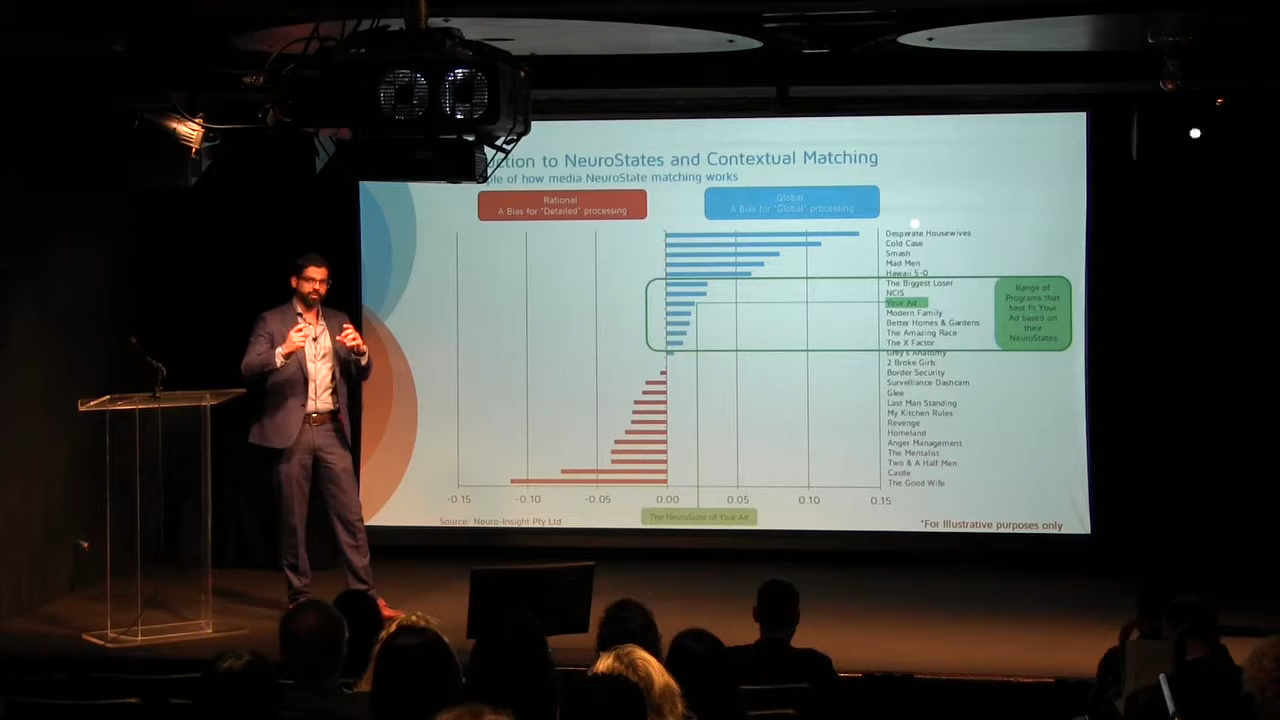 uction to NeuroStates and Contextual Matching
ple of how media NeuroState matching works
Rational
A Bias for "Detailed" processing
Global
A Bias for "Global" processing
Desperate Housewives
Cold Case
Smash
Mad Men
Hawaii 5-0
The Biggest Loser
NCIS
Your Ad
Modern Family
Better Homes & Gardens
The Amazing Race
The X Factor
Grey's Anatomy
2 Broke Girls
Border Security
Surveillance Dashcam
Glee
Last Man Standing
My Kitchen Rules
Revenge
Homeland
Anger Management
The Mentalist
Two & A Half Men
Castle
The Good Wife
Range of
Programs that
best fit Your
Ad based on
their
NeuroStates
-0.15 -0.10 -0.05 0.00 0.05 0.10 0.15
The NeuroState of Your Ad
Source: Neuro-Insight Pty Ltd
*For Illustrative purposes only